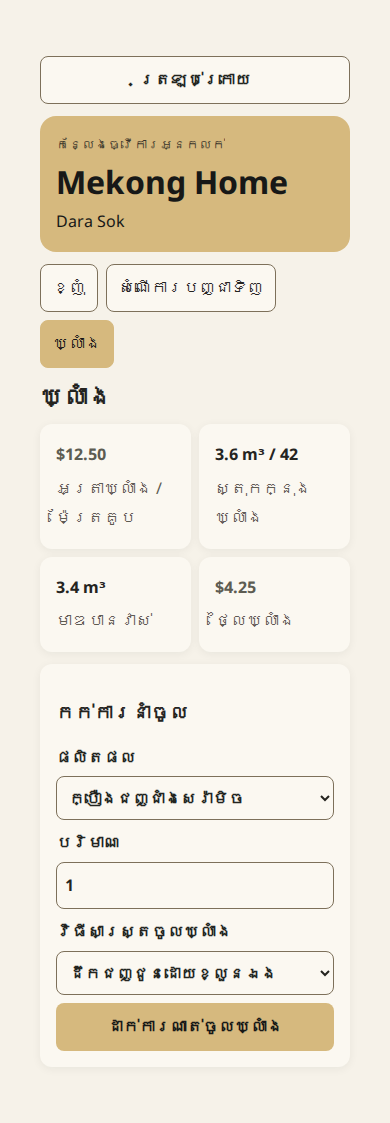 ត្រឡប់ក្រោយ
កន្លែងធ្វើការអ្នកលក់
Mekong Home
Dara Sok
ខ្ញុំ
សំណើការបញ្ជាទិញ
ឃ្លាំង
ឃ្លាំង
$12.50
អត្រាឃ្លាំង /
ម៉ែត្រគូប
3.6 m³ / 42
ស្តុកក្នុង
ឃ្លាំង
3.4 m³
មាឌបានវាស់
$4.25
ថ្លៃឃ្លាំង
កក់ការនាំចូល
ផលិតផល
ក្បឿងជញ្ជាំងសេរ៉ាមិច
បរិមាណ
1
វិធីសាស្ត្រចូលឃ្លាំង
ដឹកជញ្ជូនដោយខ្លួនឯង
ដាក់ការណាត់ចូលឃ្លាំង